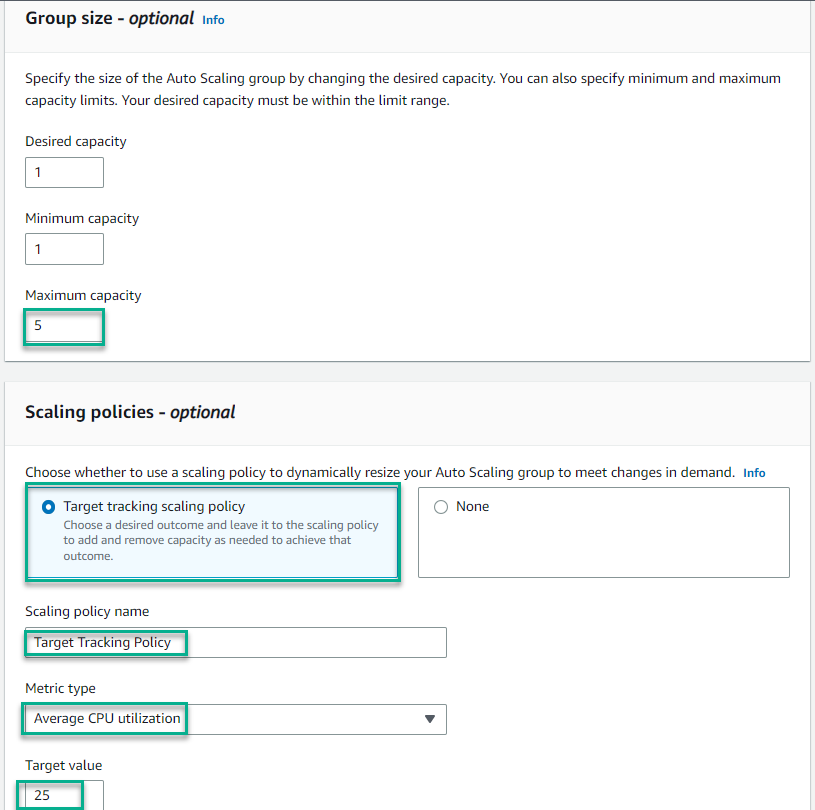 Group size - optional Info
Specify the size of the Auto Scaling group by changing the desired capacity. You can also specify minimum and maximum
capacity limits. Your desired capacity must be within the limit range.
Desired capacity
1
Minimum capacity
1
Maximum capacity
5
Scaling policies - optional
Choose whether to use a scaling policy to dynamically resize your Auto Scaling group to meet changes in demand. Info
Target tracking scaling policy
Choose a desired outcome and leave it to the scaling policy
to add and remove capacity as needed to achieve that
outcome.
None
Scaling policy name
Target Tracking Policy
Metric type
Average CPU utilization
Target value
25